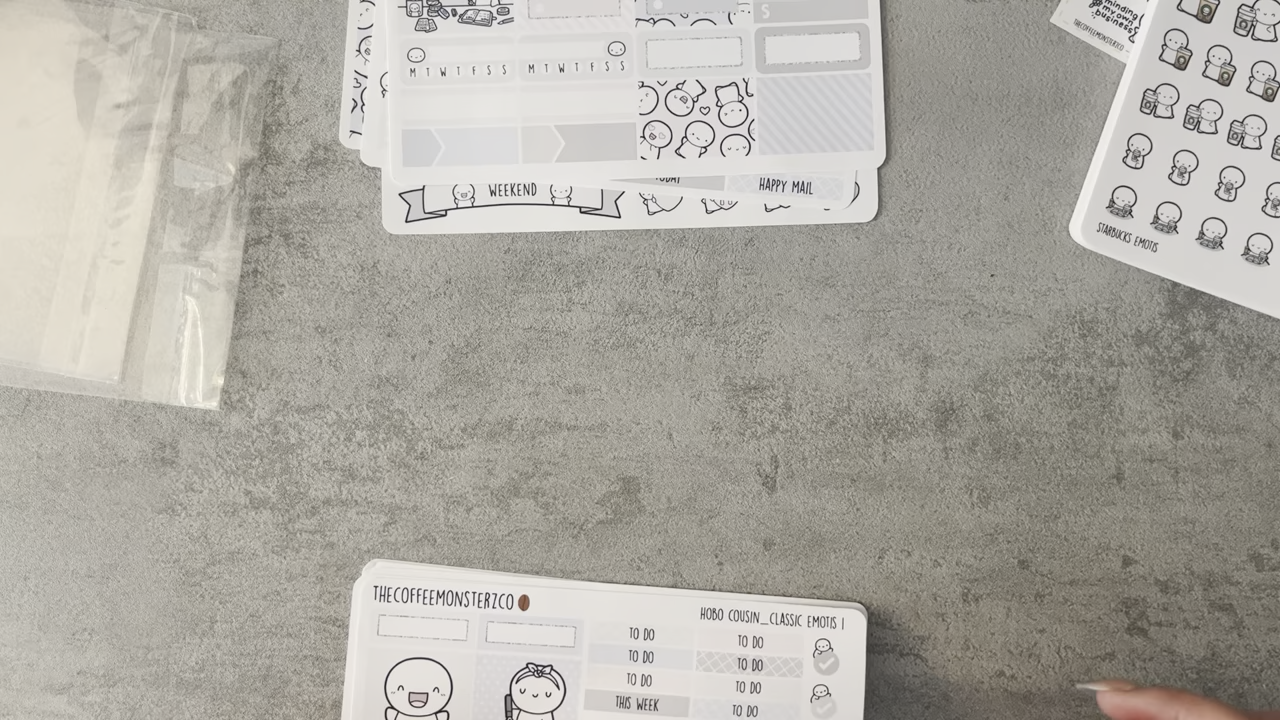 minding
my own
business
THECOFFEEMONSTERZCO
$
M T W T F S S M T W T F S S
TODAY
HAPPY MAIL
WEEKEND
STARBUCKS EMOTIS
THECOFFEEMONSTERZCO
HOBO COUSIN_CLASSIC EMOTIS 1
TO DO TO DO
TO DO TO DO
TO DO TO DO
THIS WEEK TO DO